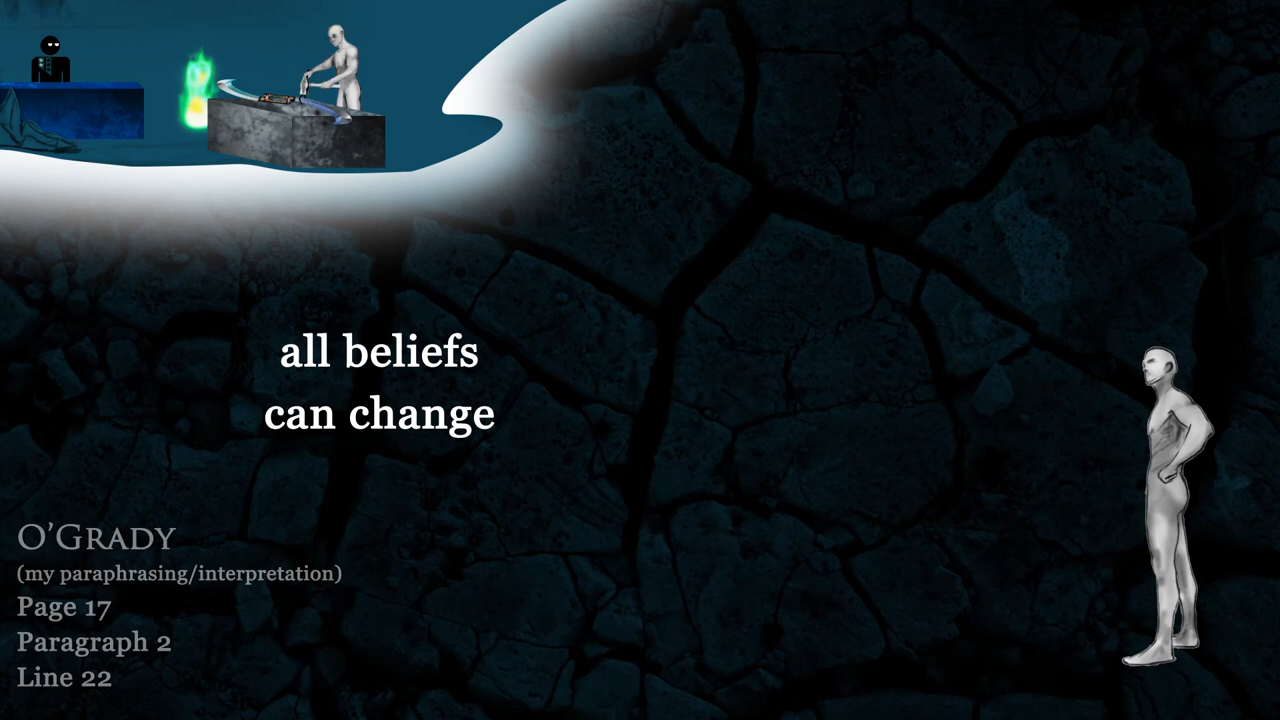 all beliefs
can change
O'Grady
(my paraphrasing/interpretation)
Page 17
Paragraph 2
Line 22